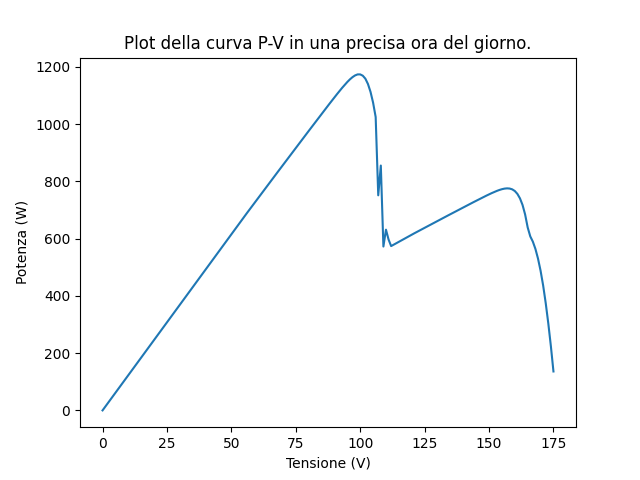 Plot della curva P-V in una precisa ora del giorno.
1200
1000
800
600
400
200
0
Potenza (W)
0 25 50 75 100 125 150 175
Tensione (V)